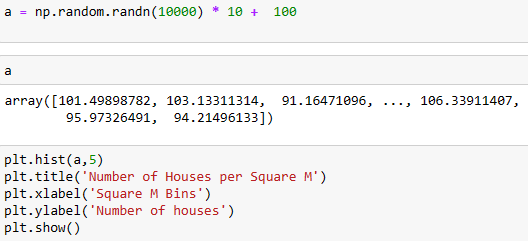 a = np.random.randn(10000) * 10 +  100
a
array([101.49898782, 103.13311314,  91.16471096, ..., 106.33911407,
        95.97326491,  94.21496133])
plt.hist(a,5)
plt.title('Number of Houses per Square M')
plt.xlabel('Square M Bins')
plt.ylabel('Number of houses')
plt.show()